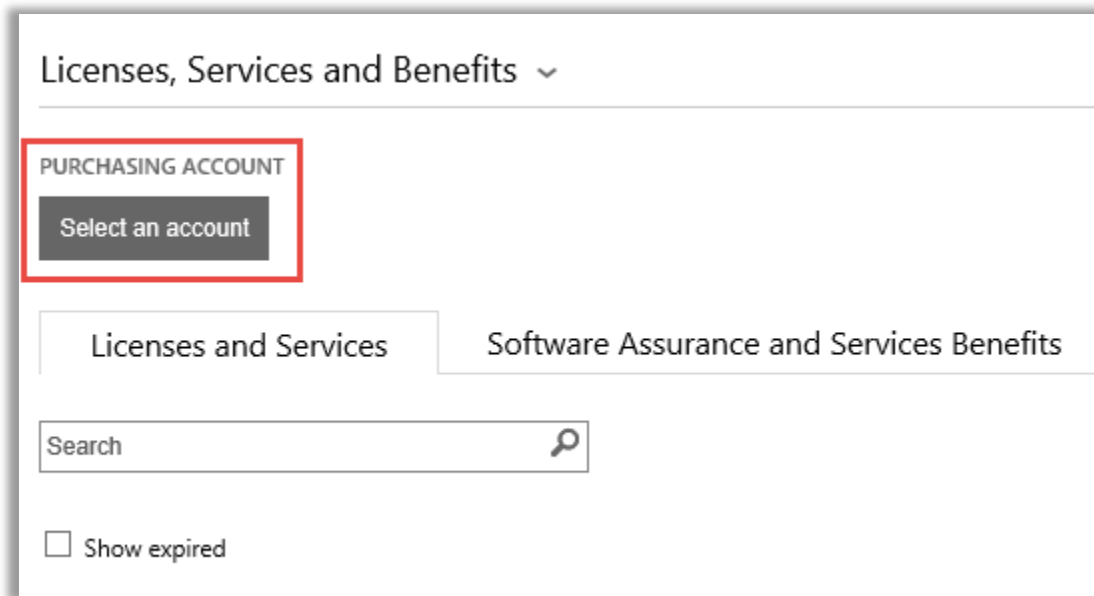 Licenses, Services and Benefits
PURCHASING ACCOUNT
Select an account
Licenses and Services
Software Assurance and Services Benefits
Search
Show expired